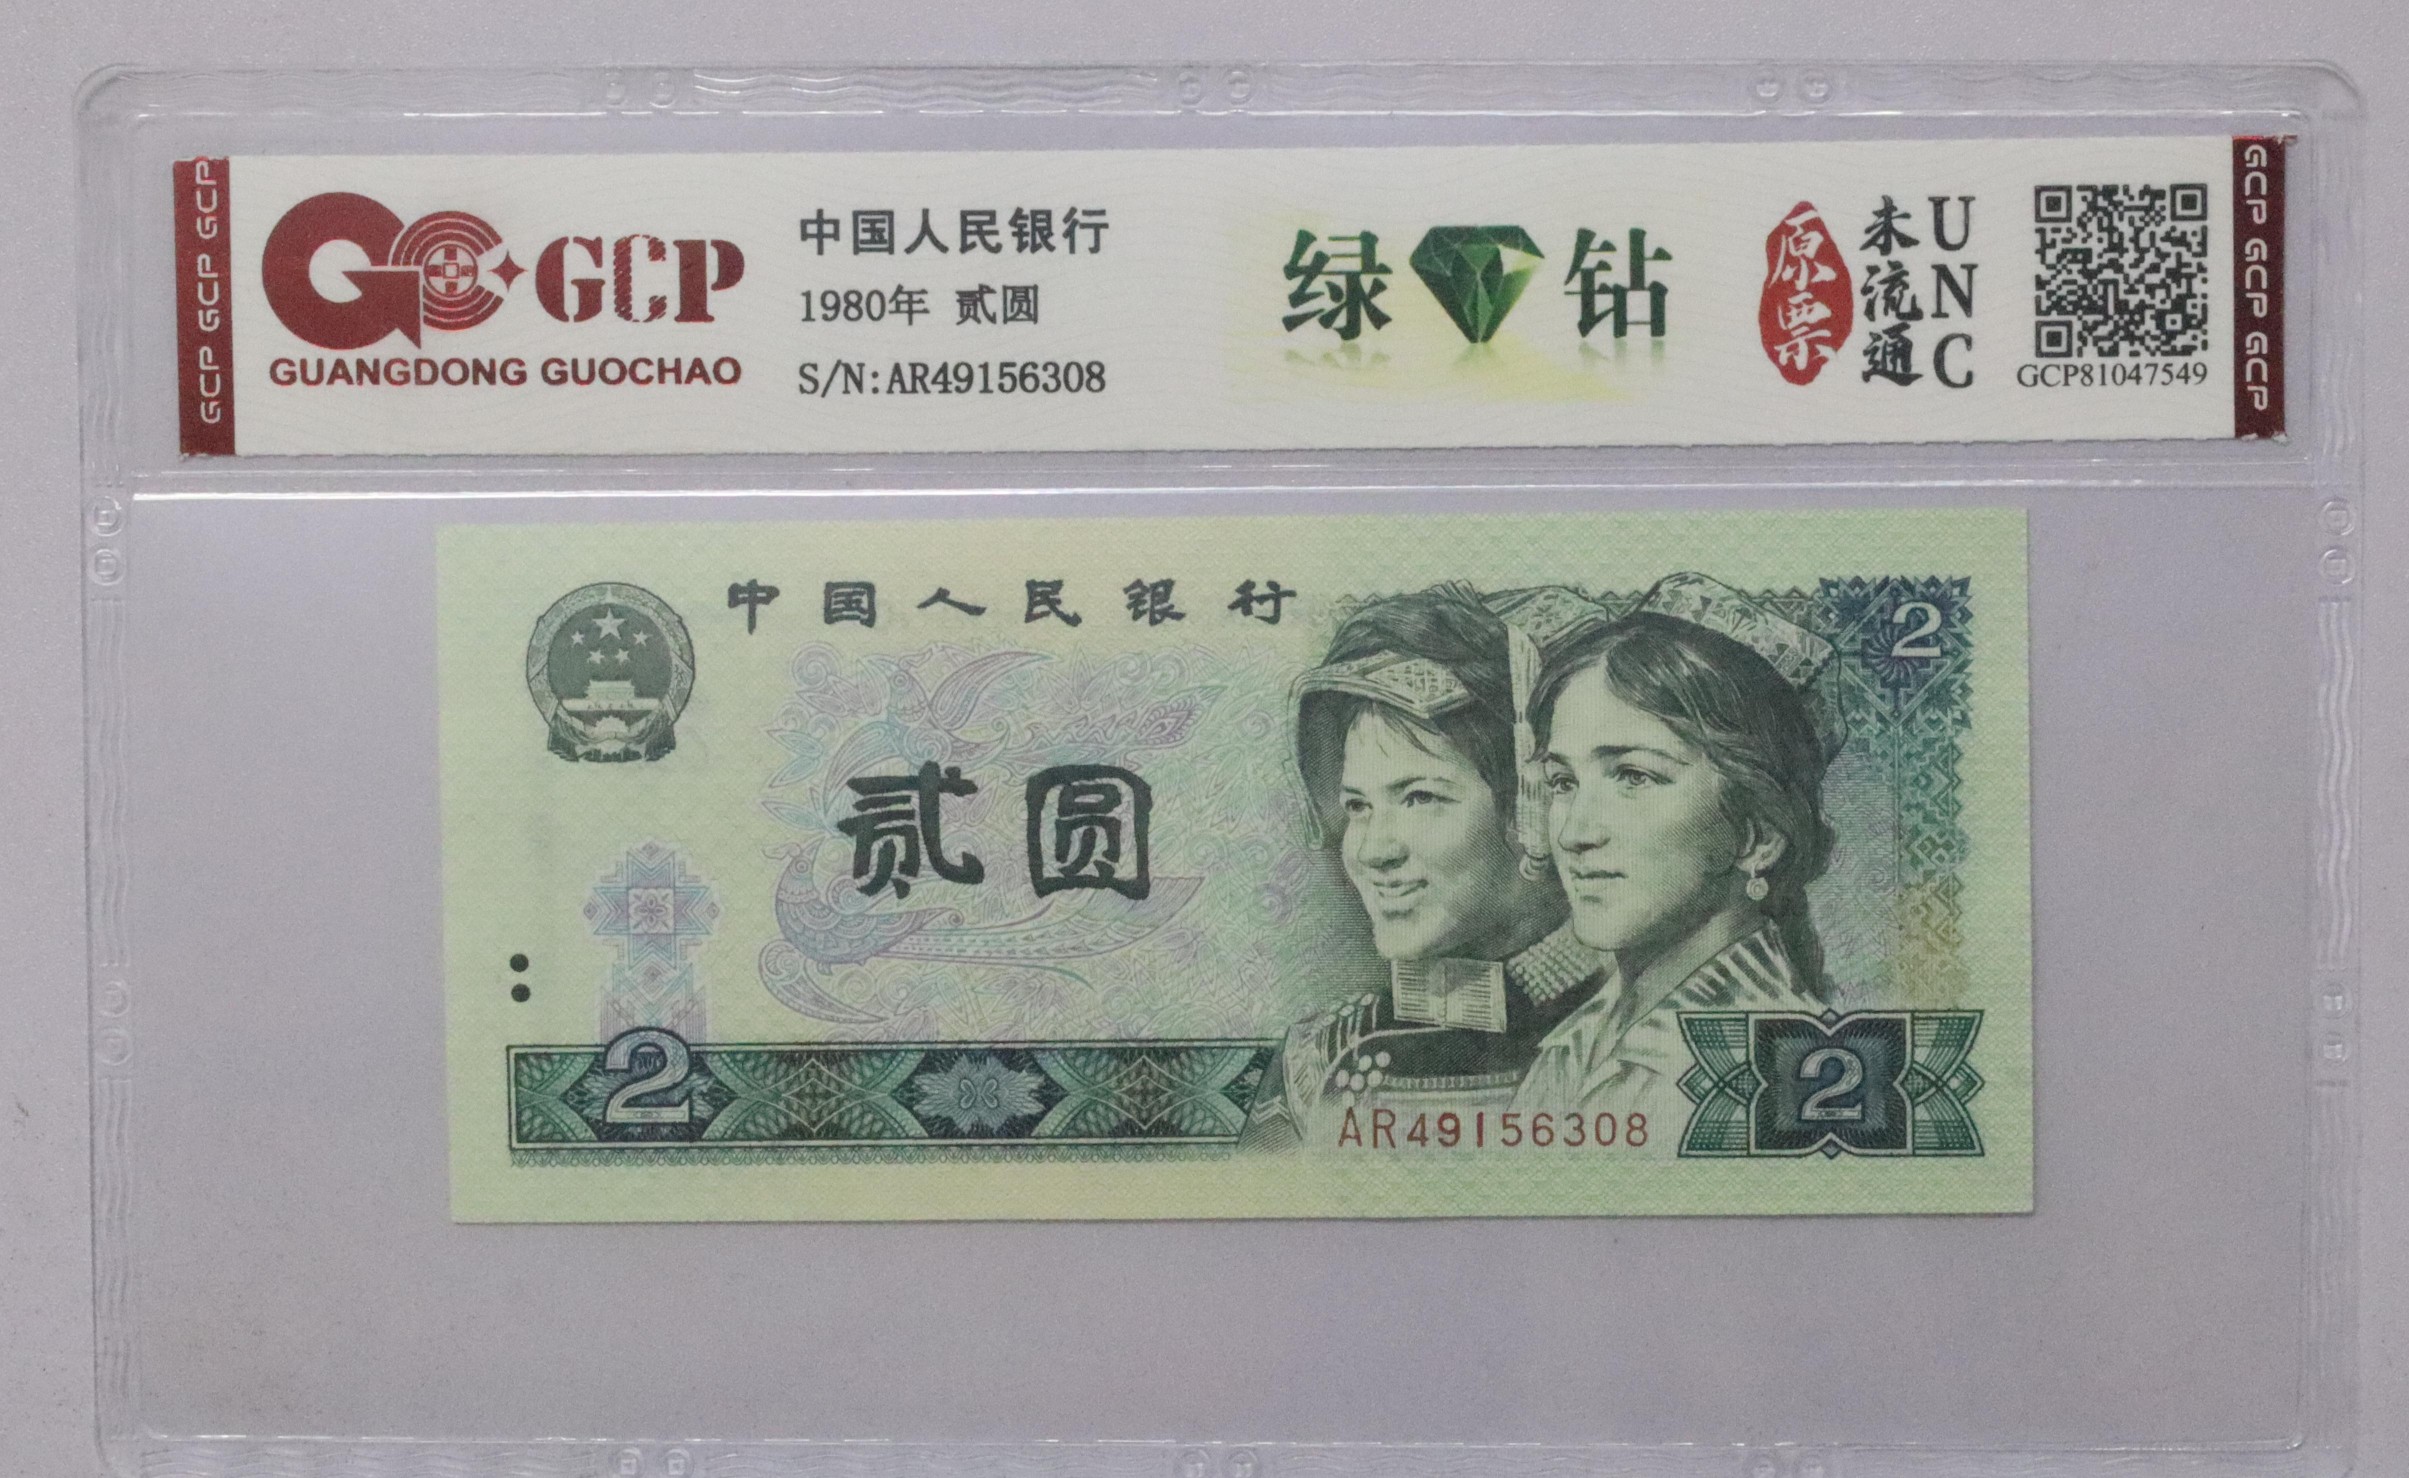 GCP GCP GCP
GCP
GUANGDONG GUOCHAO
中国人民银行
1980年 贰圆
S/N:AR49156308
绿钻
原票
未流通
UNC
GCP81047549
GCP GCP GCP
中国人民银行
2
贰圆
2
AR49156308
2